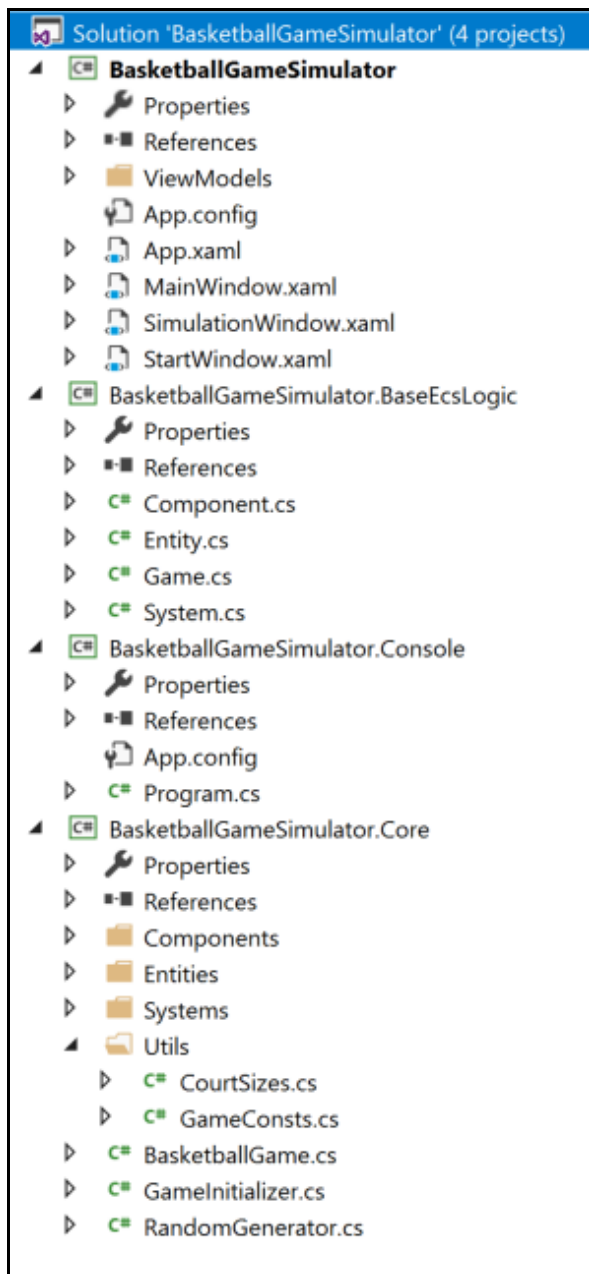 Solution 'BasketballGameSimulator' (4 projects)
C# BasketballGameSimulator
Properties
References
ViewModels
App.config
App.xaml
MainWindow.xaml
SimulationWindow.xaml
StartWindow.xaml
C# BasketballGameSimulator.BaseEcsLogic
Properties
References
C# Component.cs
C# Entity.cs
C# Game.cs
C# System.cs
C# BasketballGameSimulator.Console
Properties
References
App.config
C# Program.cs
C# BasketballGameSimulator.Core
Properties
References
Components
Entities
Systems
Utils
C# CourtSizes.cs
C# GameConsts.cs
C# BasketballGame.cs
C# GameInitializer.cs
C# RandomGenerator.cs